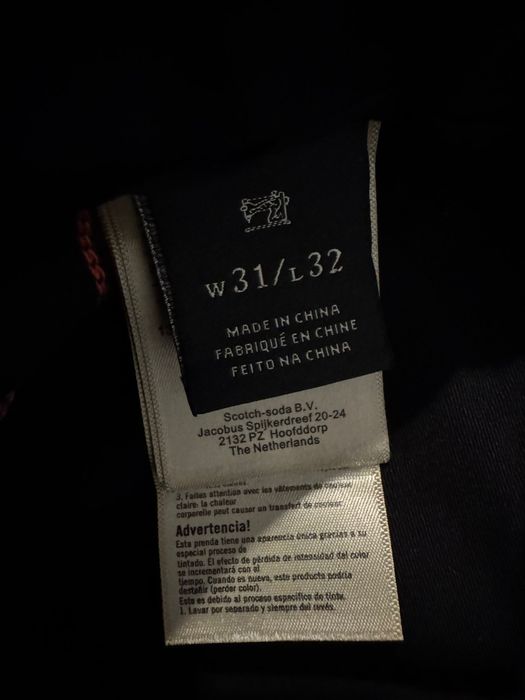 W31/L32
MADE IN CHINA
FABRIQUÉ EN CHINE
FEITO NA CHINA
Scotch-soda B.V.
Jacobus Spijkerdreef 20-24
2132 PZ Hoofddorp
The Netherlands
3. Faites attention avec les vêtements de couleur
claire: la chaleur
corporelle peut causer un transfert de couleur
Advertencia!
Esta prenda tiene una apariencia única gracias a su
especial proceso de
tintado. El efecto de pérdida de intensidad del color
se incrementará con el
tiempo. Cuando es nueva, este producto podría
desteñir (perder color).
Esto es debido al proceso específico de tinte.
1. Lavar por separado y siempre del revés.